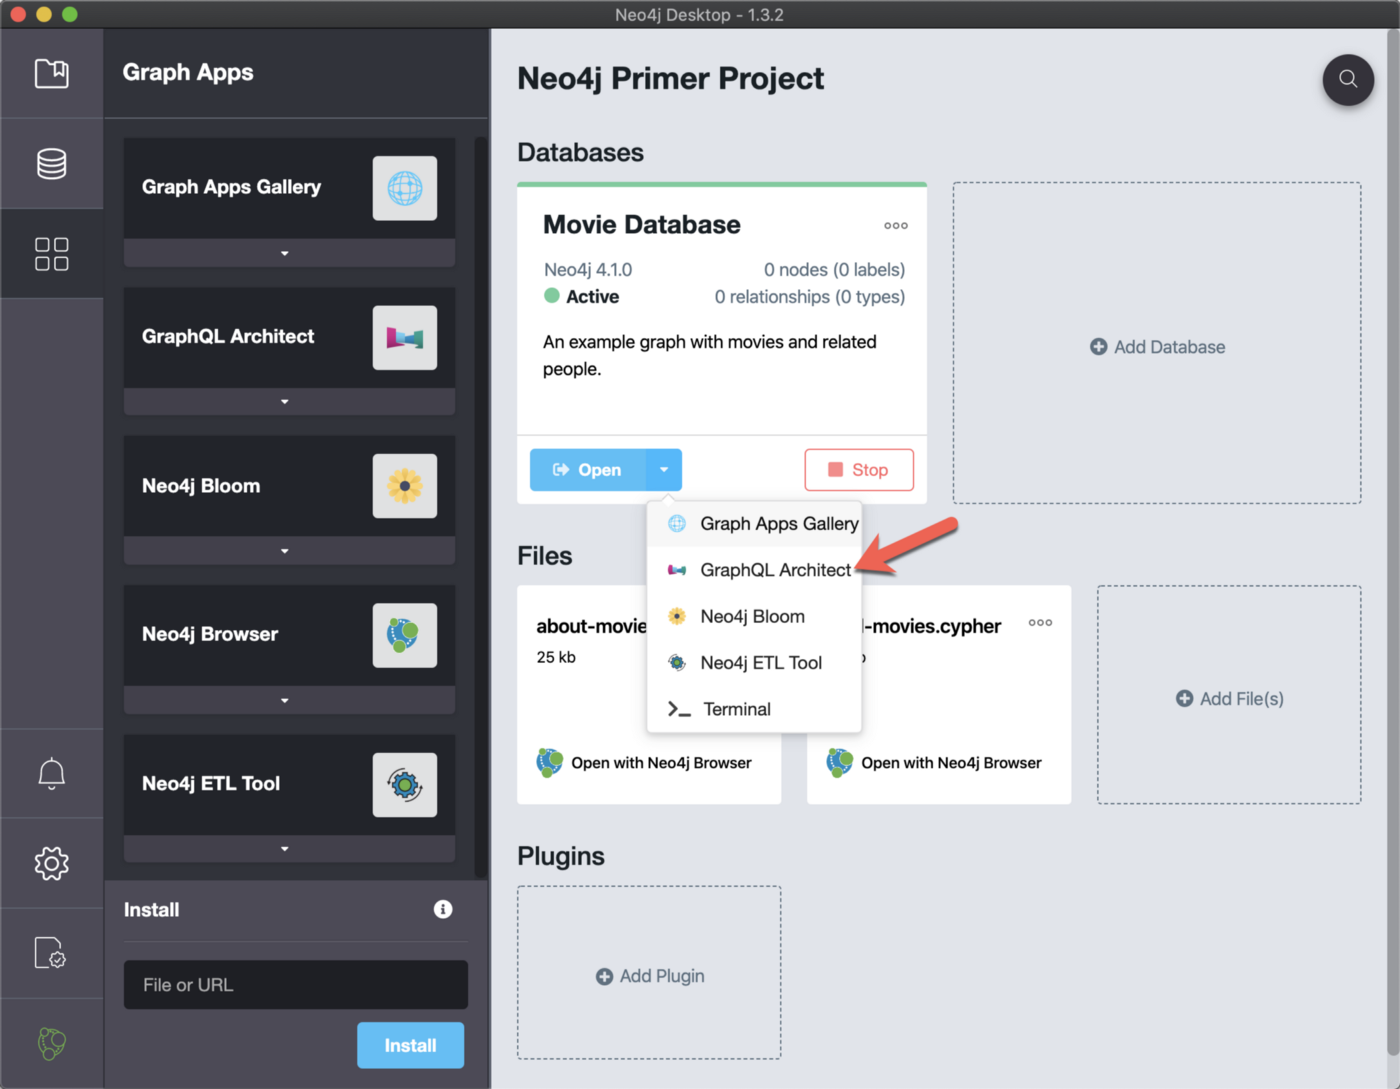 Neo4j Desktop - 1.3.2
Graph Apps
Graph Apps Gallery
GraphQL Architect
Neo4j Bloom
Neo4j Browser
Neo4j ETL Tool
Install
File or URL
Install
Neo4j Primer Project
Databases
Movie Database
Neo4j 4.1.0
0 nodes (0 labels)
Active
0 relationships (0 types)
An example graph with movies and related
people.
Open
Stop
Graph Apps Gallery
GraphQL Architect
Neo4j Bloom
Neo4j ETL Tool
Terminal
Add Database
Files
about-movie
25 kb
Open with Neo4j Browser
-movies.cypher
Open with Neo4j Browser
Add File(s)
Plugins
Add Plugin